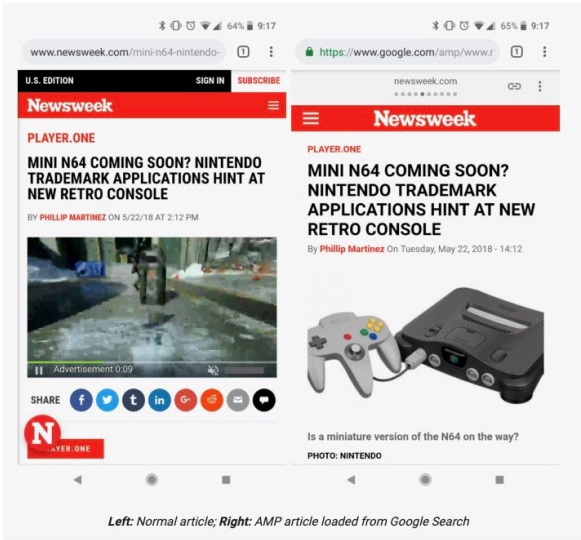 64% 9:17
www.newsweek.com/mini-n64-nintendo-
1
U.S. EDITION SIGN IN SUBSCRIBE
Newsweek
PLAYER.ONE
MINI N64 COMING SOON? NINTENDO
TRADEMARK APPLICATIONS HINT AT
NEW RETRO CONSOLE
BY PHILLIP MARTINEZ ON 5/22/18 AT 2:12 PM
Advertisement 0:09
SHARE f t in G+
N
AYER.ONE
65% 9:17
https://www.google.com/amp/www.r
1
newsweek.com
Newsweek
PLAYER.ONE
MINI N64 COMING SOON?
NINTENDO TRADEMARK
APPLICATIONS HINT AT NEW
RETRO CONSOLE
By Phillip Martinez On Tuesday, May 22, 2018 - 14:12
Is a miniature version of the N64 on the way?
PHOTO: NINTENDO
Left: Normal article; Right: AMP article loaded from Google Search